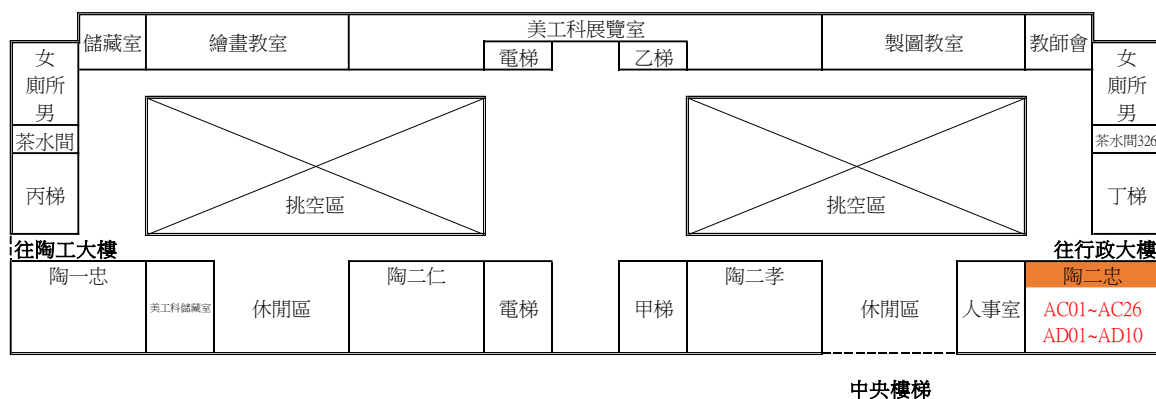 美工科展覽室
儲藏室
繪畫教室
製圖教室
教師會
電梯
乙梯
女
廁所
男
女
廁所
男
茶水間
茶水間326
丙梯
丁梯
挑空區
挑空區
往陶工大樓
往行政大樓
陶一忠
美工科儲藏室
休閒區
陶二仁
電梯
甲梯
陶二孝
休閒區
人事室
陶二忠
AC01~AC26
AD01~AD10
中央樓梯